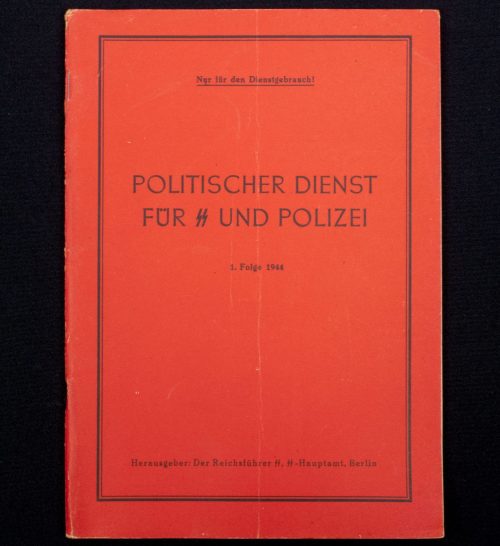 Nur für den Dienstgebrauch!
POLITISCHER DIENST
FÜR ᛋᛋ UND POLIZEI
1. Folge 1944
Herausgeber: Der Reichsführer ᛋᛋ, ᛋᛋ-Hauptamt, Berlin